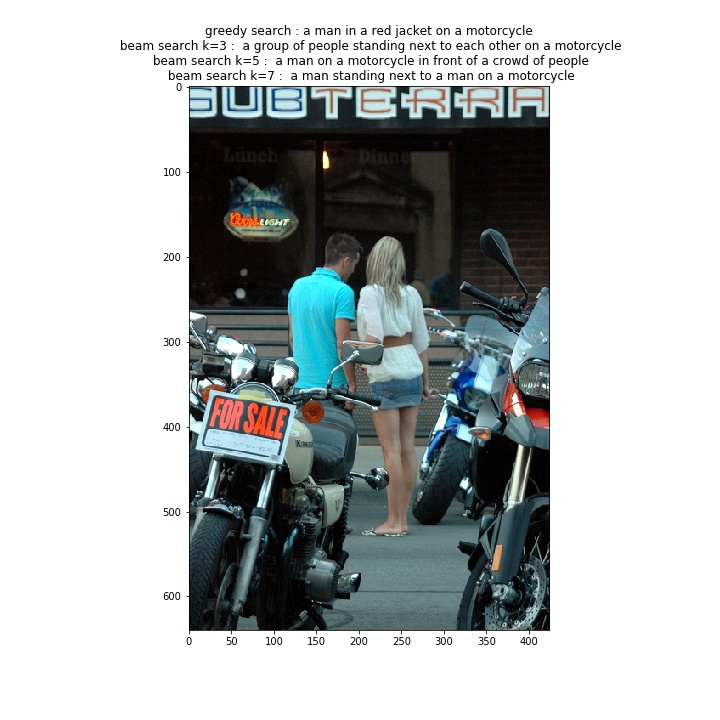 greedy search : a man in a red jacket on a motorcycle
beam search k=3 :  a group of people standing next to each other on a motorcycle
beam search k=5 :  a man on a motorcycle in front of a crowd of people
beam search k=7 :  a man standing next to a man on a motorcycle
0
SUBTERRA
Lunch Dinner
100
Coors LIGHT
200
300
400
FOR SALE
KAWASAKI
500
600
0 50 100 150 200 250 300 350 400